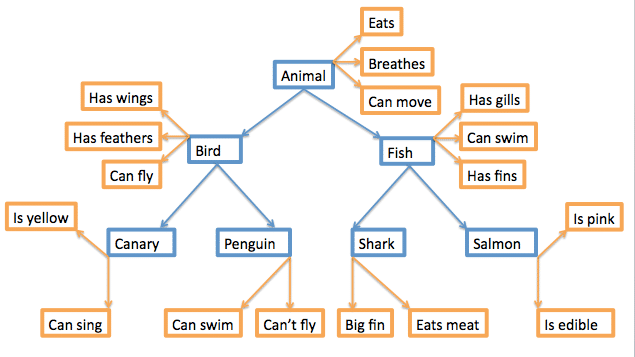 Eats
Animal
Breathes
Can move
Has wings
Has gills
Has feathers
Can swim
Bird
Fish
Can fly
Has fins
Is yellow
Is pink
Canary
Penguin
Shark
Salmon
Can sing
Can swim
Can't fly
Big fin
Eats meat
Is edible